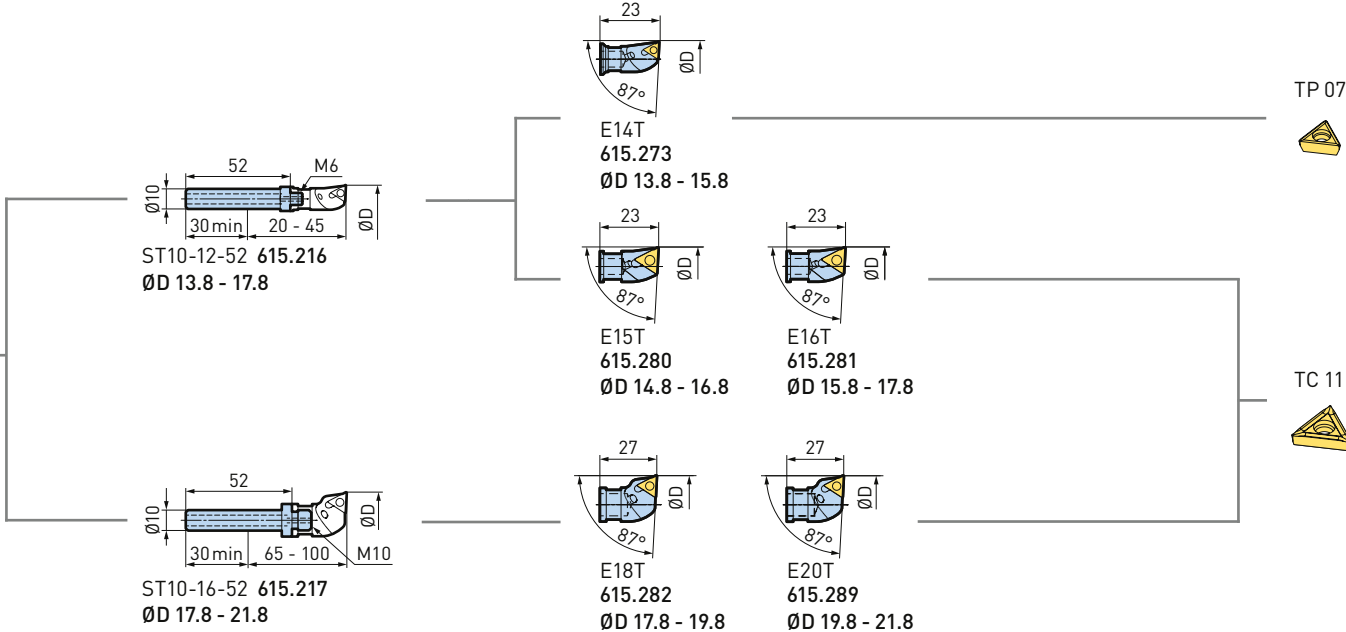 23
ØD
87°
E14T
615.273
ØD 13.8 - 15.8
TP 07
52
M6
Ø10
ØD
30 min
20 - 45
ST10-12-52 615.216
ØD 13.8 - 17.8
23
ØD
87°
E15T
615.280
ØD 14.8 - 16.8
23
ØD
87°
E16T
615.281
ØD 15.8 - 17.8
TC 11
52
Ø10
ØD
30 min
65 - 100
M10
ST10-16-52 615.217
ØD 17.8 - 21.8
27
ØD
87°
E18T
615.282
ØD 17.8 - 19.8
27
ØD
87°
E20T
615.289
ØD 19.8 - 21.8